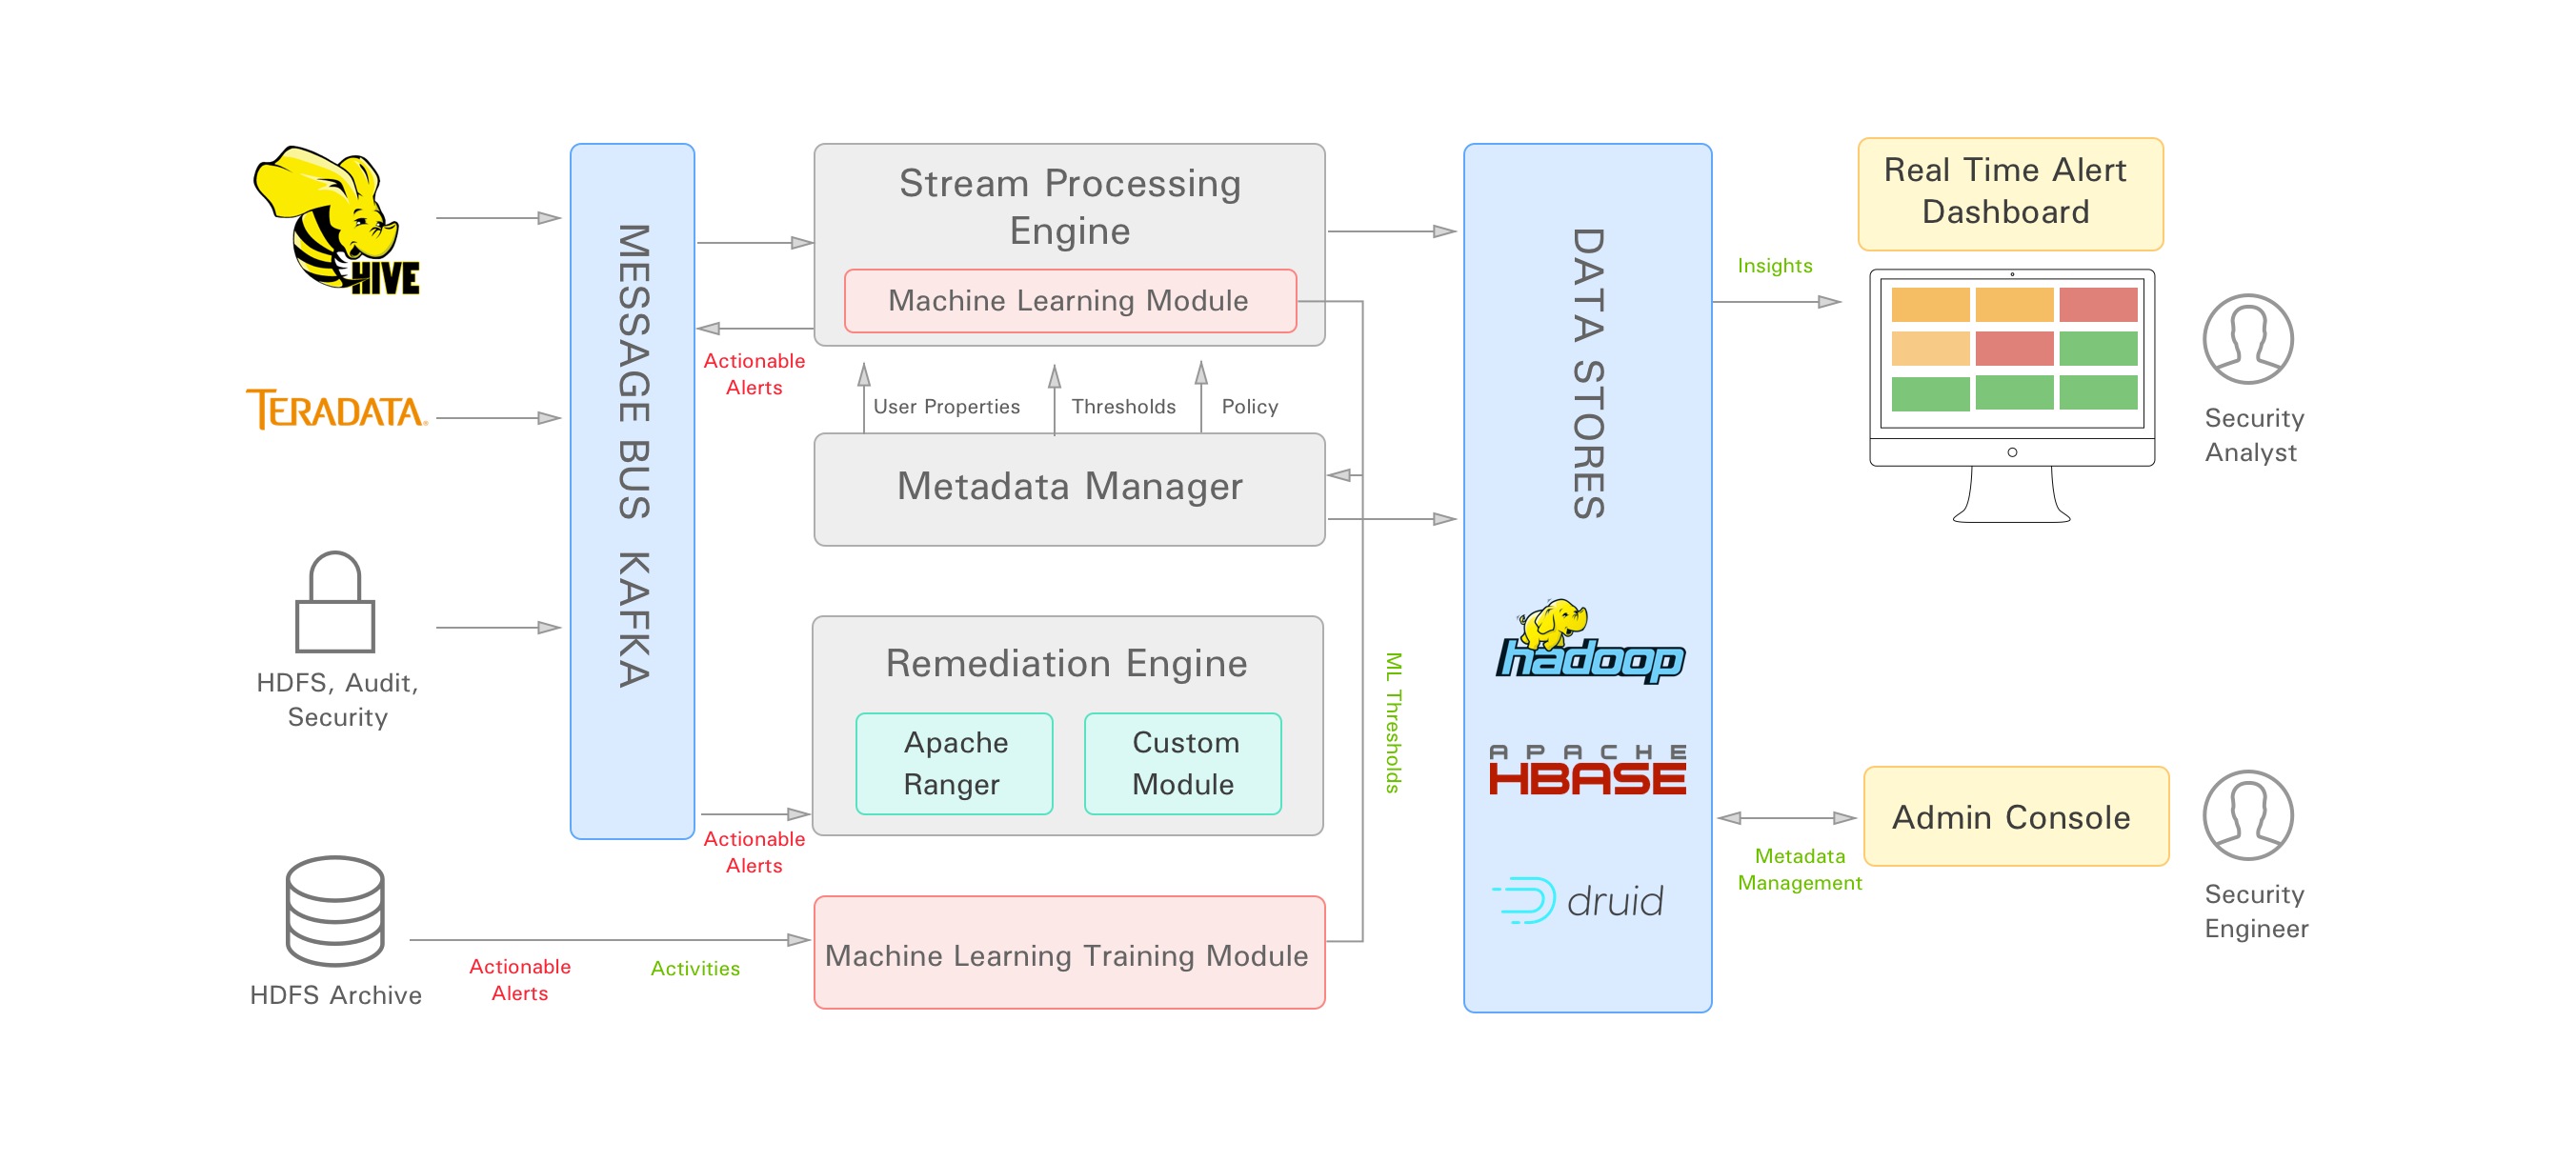 HIVE
TERADATA
HDFS, Audit,
Security
HDFS Archive
MESSAGE BUS KAFKA
Actionable
Alerts
Actionable
Alerts
Actionable
Alerts
Activities
Stream Processing
Engine
Machine Learning Module
User Properties
Thresholds
Policy
Metadata Manager
Remediation Engine
Apache
Ranger
Custom
Module
Machine Learning Training Module
ML Thresholds
DATA STORES
hadoop
APACHE
HBASE
druid
Insights
Metadata
Management
Real Time Alert
Dashboard
Security
Analyst
Admin Console
Security
Engineer